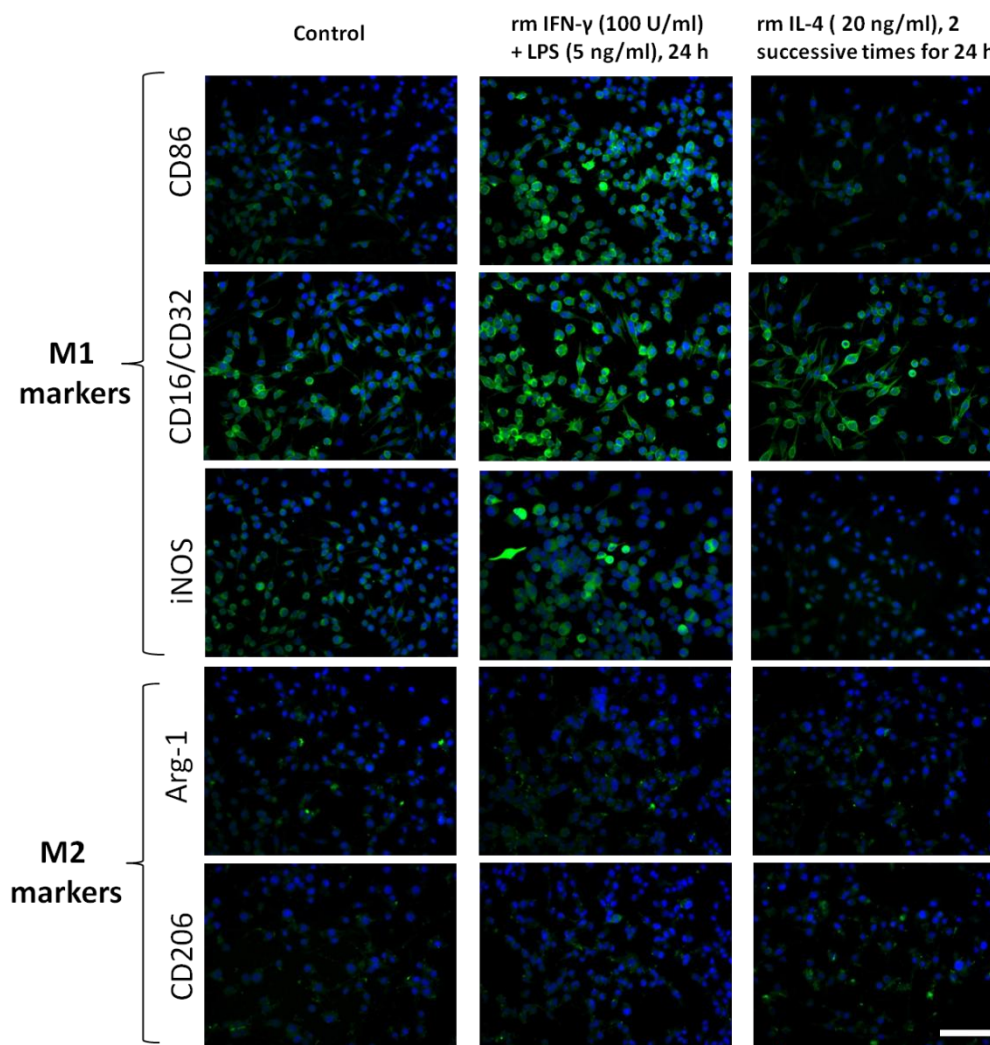 Control
rm IFN-γ (100 U/ml)
+ LPS (5 ng/ml), 24 h
rm IL-4 ( 20 ng/ml), 2
successive times for 24 h
M1
markers
CD86
CD16/CD32
iNOS
M2
markers
Arg-1
CD206